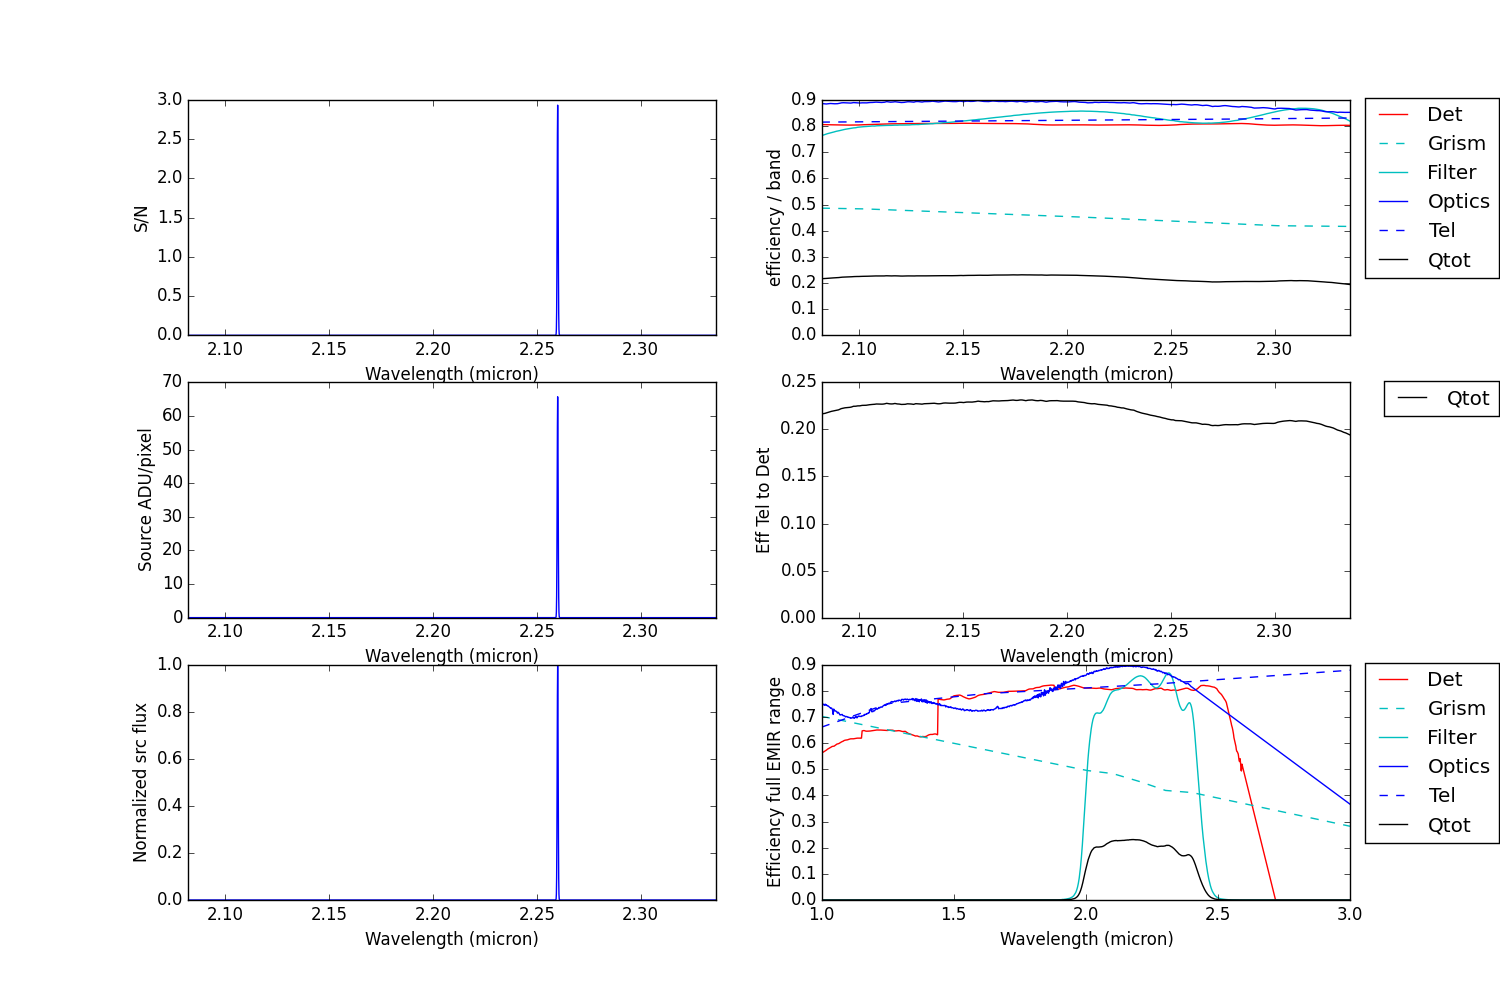 3.0
2.5
2.0
1.5
1.0
0.5
0.0
S/N
2.10 2.15 2.20 2.25 2.30
Wavelength (micron)
0.9
0.8
0.7
0.6
0.5
0.4
0.3
0.2
0.1
0.0
efficiency / band
2.10 2.15 2.20 2.25 2.30
Wavelength (micron)
Det
Grism
Filter
Optics
Tel
Qtot
70
60
50
40
30
20
10
0
Source ADU/pixel
2.10 2.15 2.20 2.25 2.30
Wavelength (micron)
0.25
0.20
0.15
0.10
0.05
0.00
Eff Tel to Det
2.10 2.15 2.20 2.25 2.30
Wavelength (micron)
Qtot
1.0
0.8
0.6
0.4
0.2
0.0
Normalized src flux
2.10 2.15 2.20 2.25 2.30
Wavelength (micron)
0.9
0.8
0.7
0.6
0.5
0.4
0.3
0.2
0.1
0.0
Efficiency full EMIR range
1.0 1.5 2.0 2.5 3.0
Wavelength (micron)
Det
Grism
Filter
Optics
Tel
Qtot